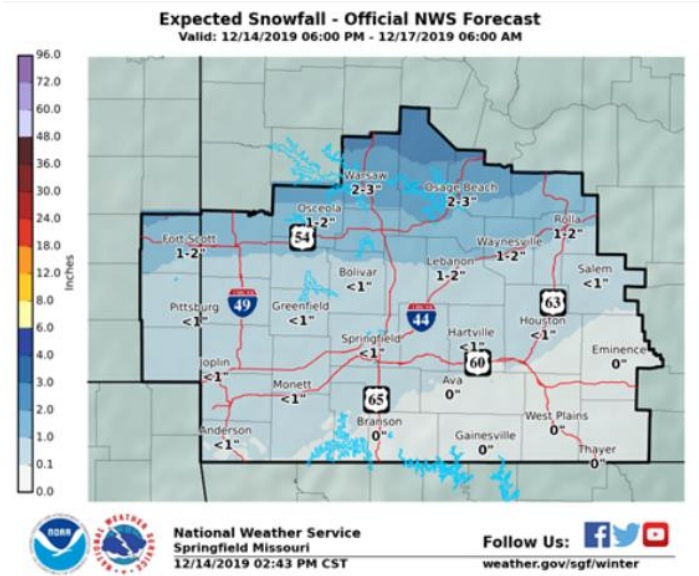 Expected Snowfall - Official NWS Forecast
Valid: 12/14/2019 06:00 PM - 12/17/2019 06:00 AM
96.0
72.0
60.0
48.0
36.0
30.0
24.0
18.0
12.0
8.0
6.0
4.0
3.0
2.0
1.0
0.1
0.0
Inches
Warsaw
2-3"
Osage Beach
2-3"
Osceola
1-2"
54
Rolla
1-2"
Fort Scott
1-2"
Waynesville
1-2"
Lebanon
1-2"
Salem
<1"
Bolivar
<1"
Pittsburg
<1"
49
Greenfield
<1"
44
63
Houston
<1"
Springfield
<1"
Hartville
<1"
60
Eminence
0"
Joplin
<1"
Monett
<1"
Ava
0"
65
Branson
0"
West Plains
0"
Anderson
<1"
Gainesville
0"
Thayer
0"
NOAA
NATIONAL WEATHER SERVICE
National Weather Service
Springfield Missouri
12/14/2019 02:43 PM CST
Follow Us:
weather.gov/sgf/winter